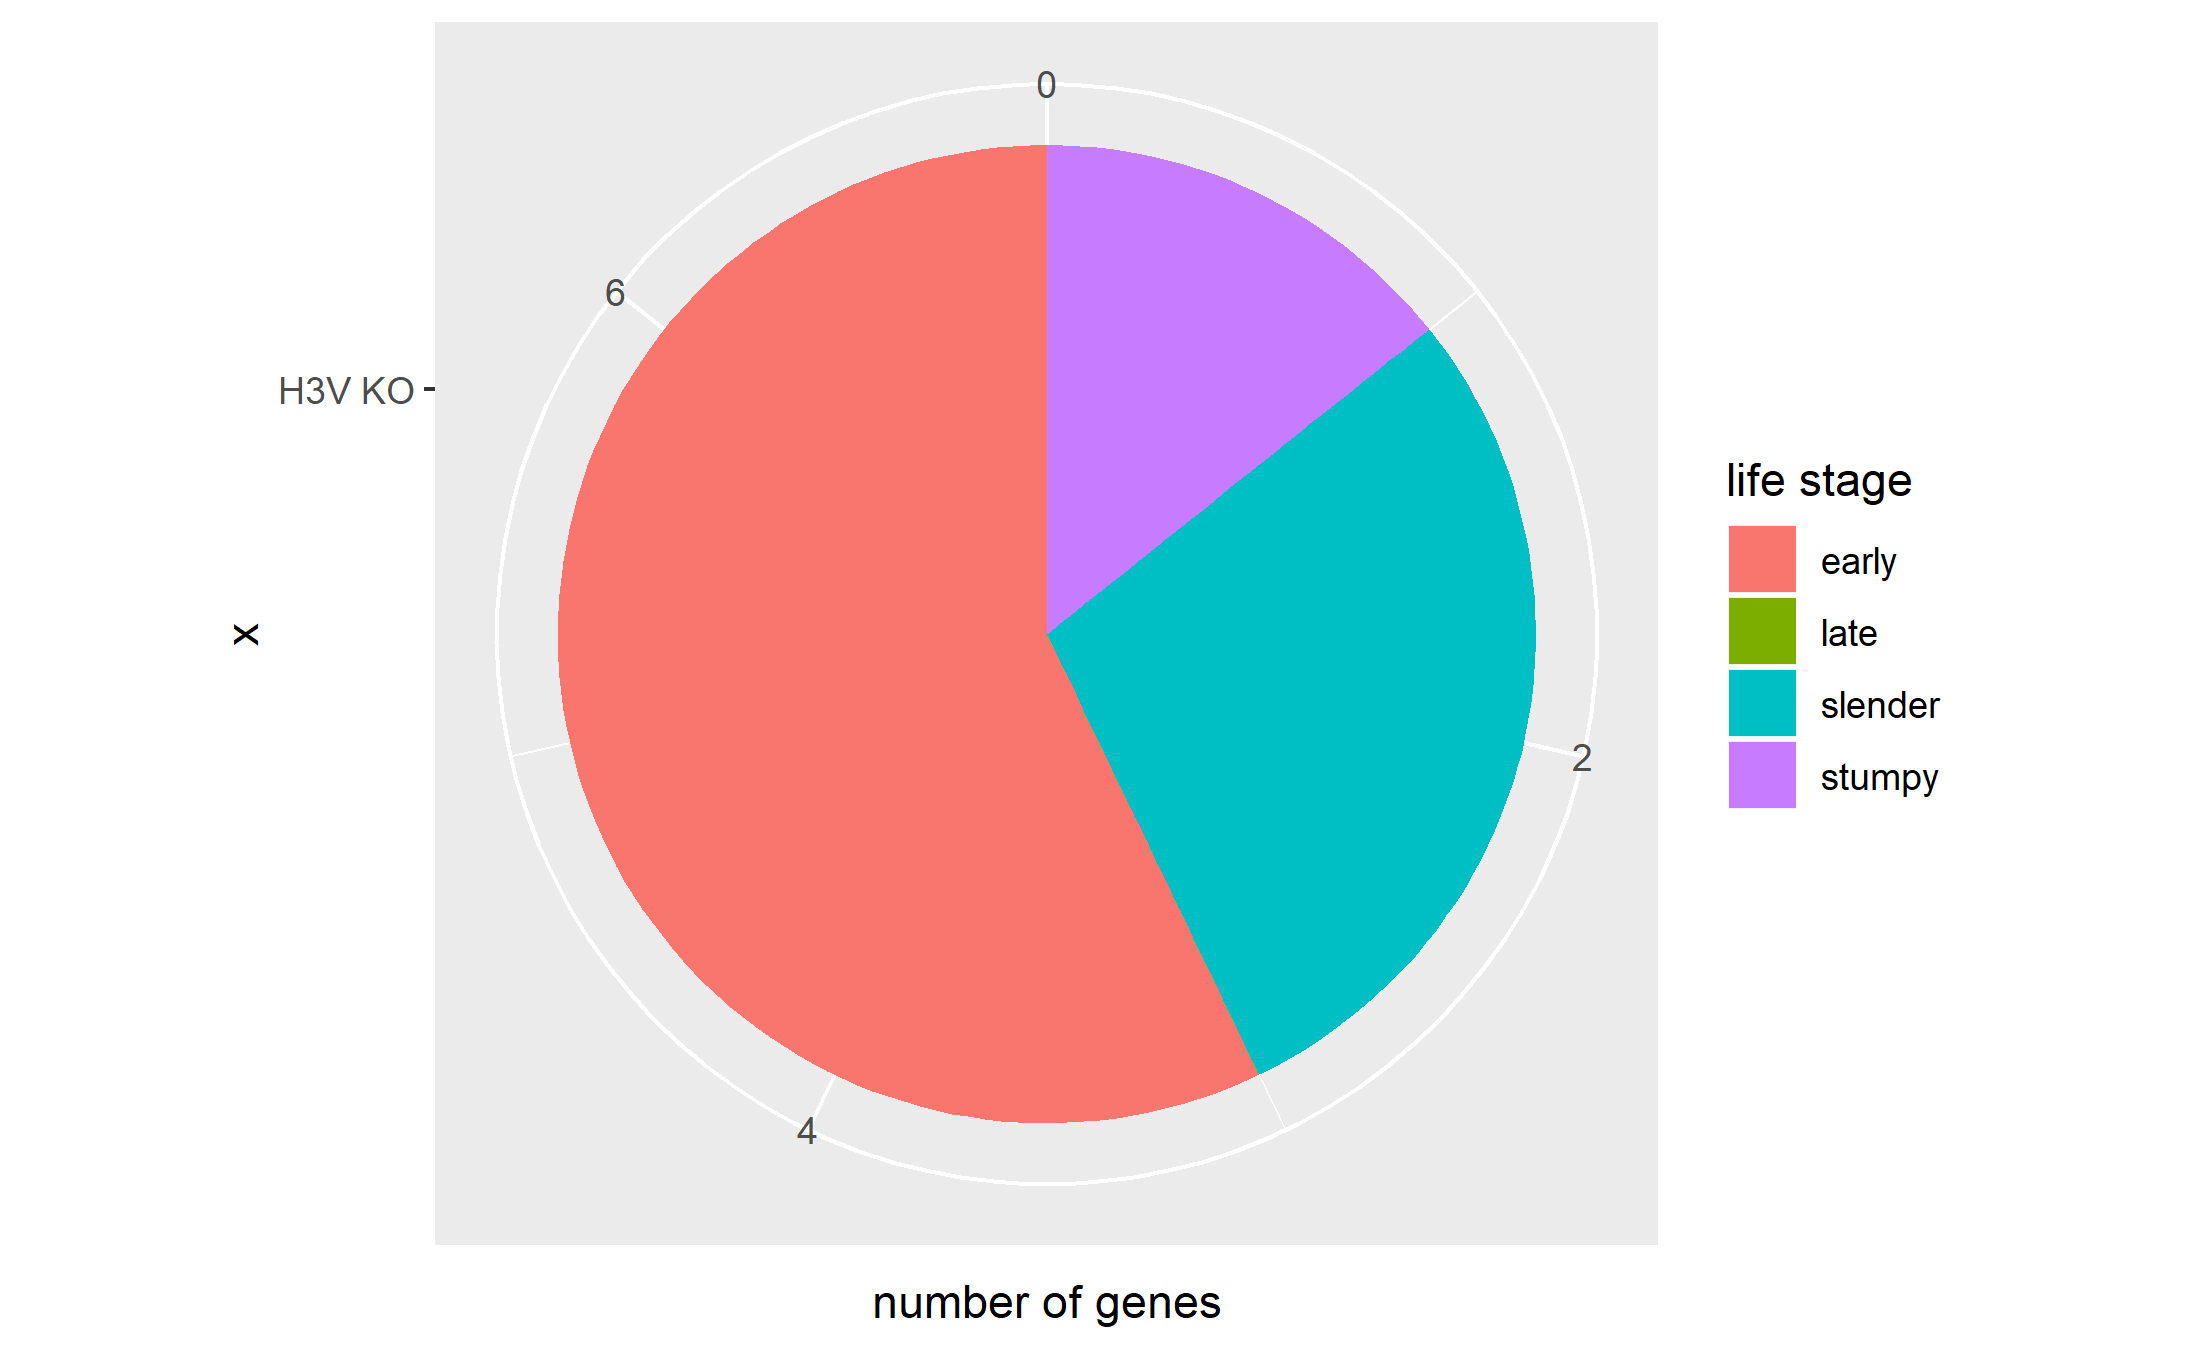 0
6
H3V KO
2
4
x
number of genes
life stage
early
late
slender
stumpy